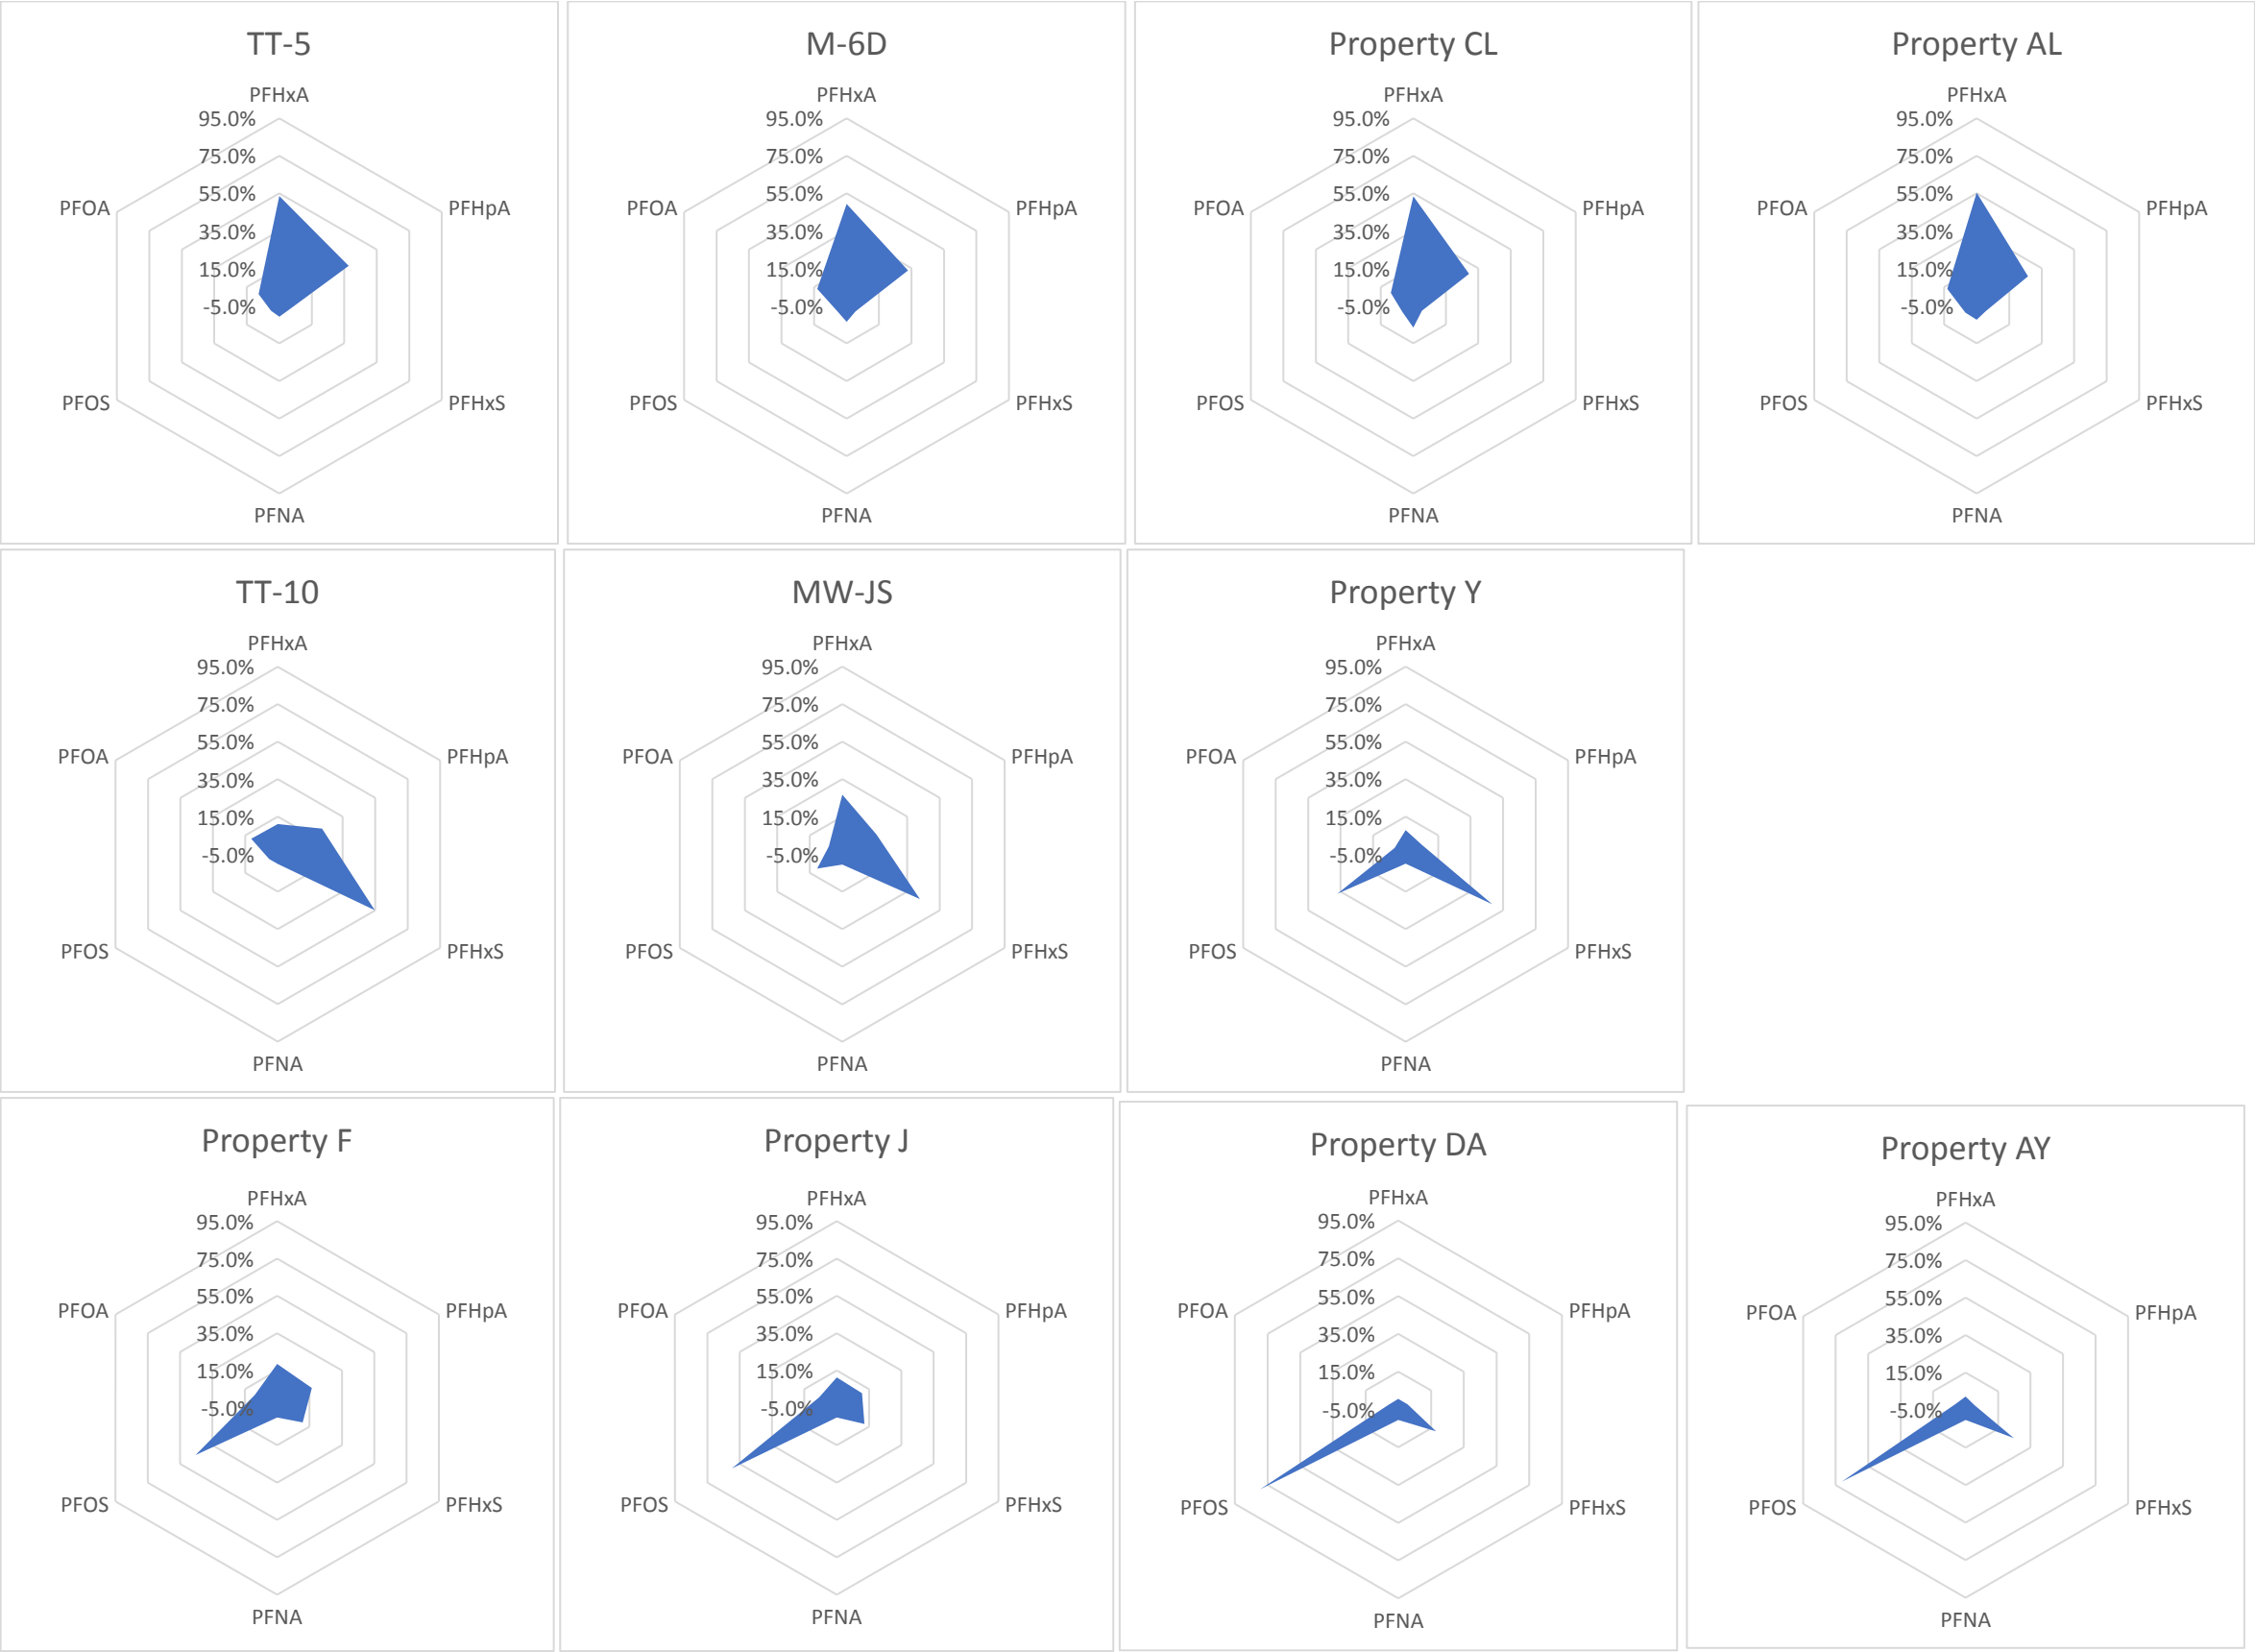 TT-5
PFHxA
95.0%
75.0%
55.0%
35.0%
15.0%
-5.0%
PFOA
PFHpA
PFOS
PFHxS
PFNA
M-6D
PFHxA
95.0%
75.0%
55.0%
35.0%
15.0%
-5.0%
PFOA
PFHpA
PFOS
PFHxS
PFNA
Property CL
PFHxA
95.0%
75.0%
55.0%
35.0%
15.0%
-5.0%
PFOA
PFHpA
PFOS
PFHxS
PFNA
Property AL
PFHxA
95.0%
75.0%
55.0%
35.0%
15.0%
-5.0%
PFOA
PFHpA
PFOS
PFHxS
PFNA
TT-10
PFHxA
95.0%
75.0%
55.0%
35.0%
15.0%
-5.0%
PFOA
PFHpA
PFOS
PFHxS
PFNA
MW-JS
PFHxA
95.0%
75.0%
55.0%
35.0%
15.0%
-5.0%
PFOA
PFHpA
PFOS
PFHxS
PFNA
Property Y
PFHxA
95.0%
75.0%
55.0%
35.0%
15.0%
-5.0%
PFOA
PFHpA
PFOS
PFHxS
PFNA
Property F
PFHxA
95.0%
75.0%
55.0%
35.0%
15.0%
-5.0%
PFOA
PFHpA
PFOS
PFHxS
PFNA
Property J
PFHxA
95.0%
75.0%
55.0%
35.0%
15.0%
-5.0%
PFOA
PFHpA
PFOS
PFHxS
PFNA
Property DA
PFHxA
95.0%
75.0%
55.0%
35.0%
15.0%
-5.0%
PFOA
PFHpA
PFOS
PFHxS
PFNA
Property AY
PFHxA
95.0%
75.0%
55.0%
35.0%
15.0%
-5.0%
PFOA
PFHpA
PFOS
PFHxS
PFNA